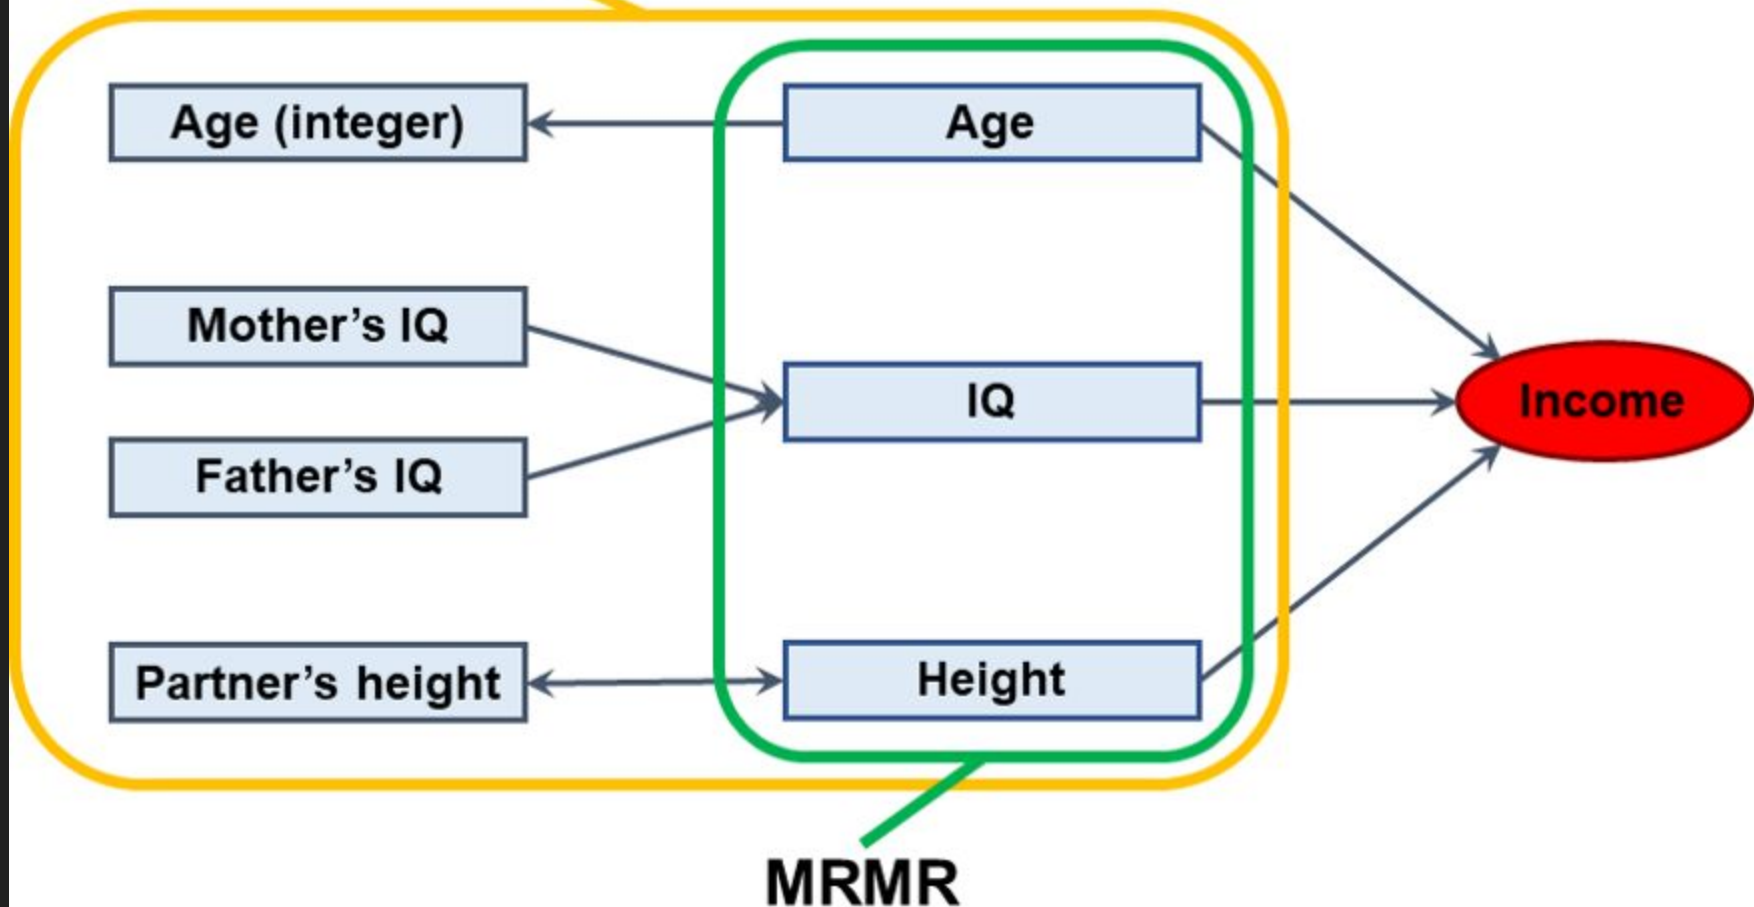 Age (integer)
Age
Mother's IQ
IQ
Father's IQ
Income
Partner's height
Height
MRMR